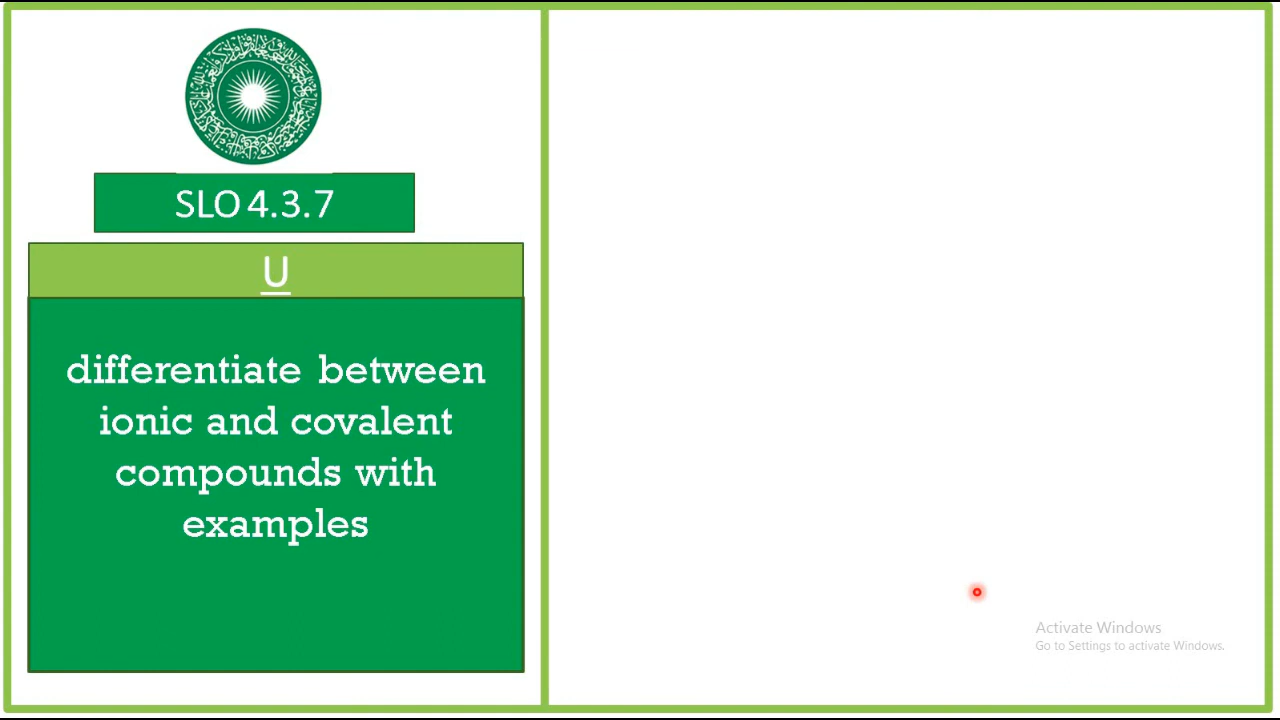 SLO 4.3.7
U
differentiate between
ionic and covalent
compounds with
examples
Activate Windows
Go to Settings to activate Windows.